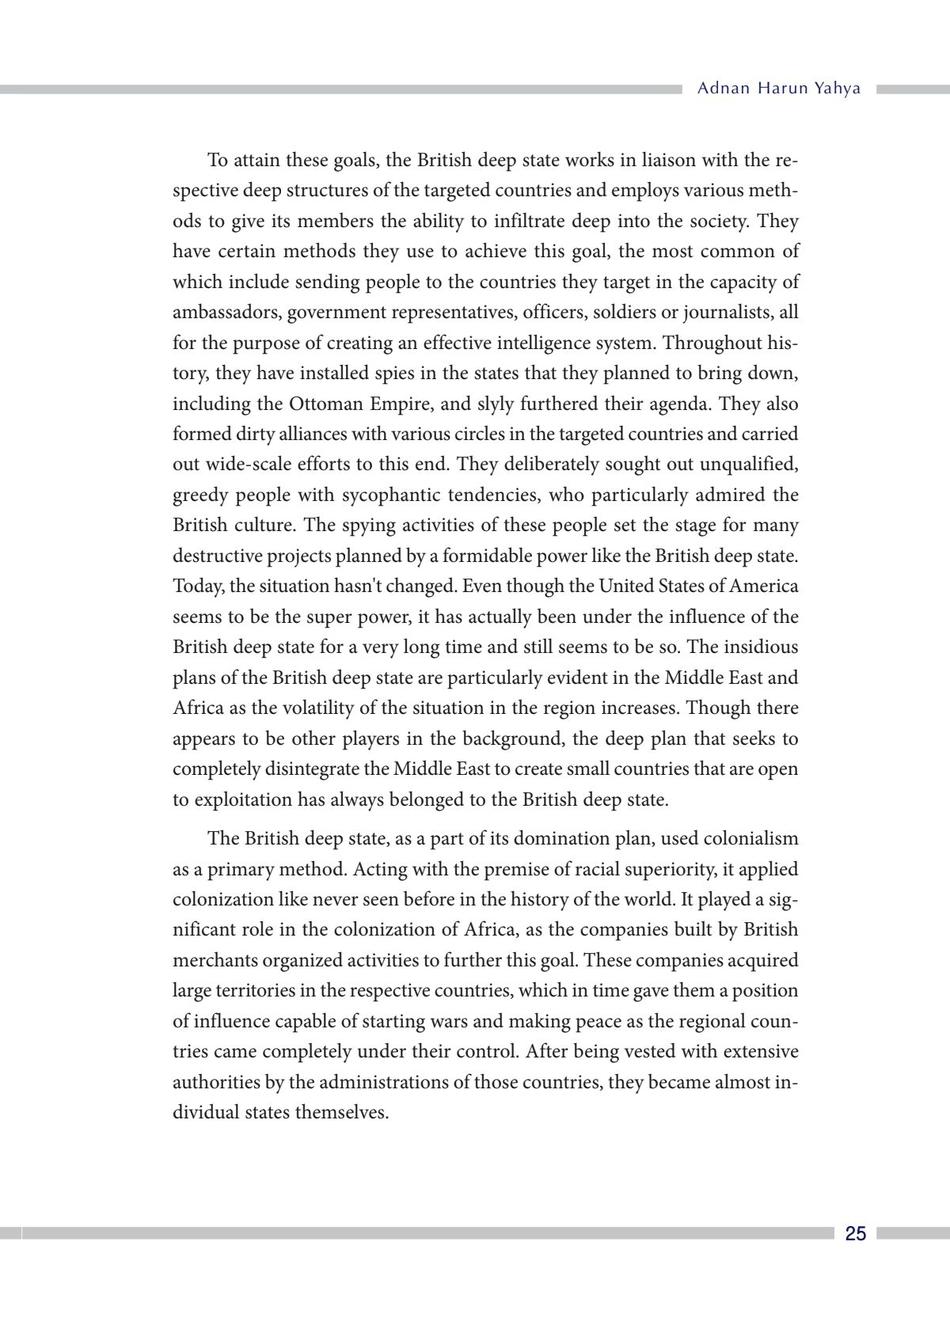 Adnan Harun Yahya
To attain these goals, the British deep state works in liaison with the re-
spective deep structures of the targeted countries and employs various meth-
ods to give its members the ability to infiltrate deep into the society. They
have certain methods they use to achieve this goal, the most common of
which include sending people to the countries they target in the capacity of
ambassadors, government representatives, officers, soldiers or journalists, all
for the purpose of creating an effective intelligence system. Throughout his-
tory, they have installed spies in the states that they planned to bring down,
including the Ottoman Empire, and slyly furthered their agenda. They also
formed dirty alliances with various circles in the targeted countries and carried
out wide-scale efforts to this end. They deliberately sought out unqualified,
greedy people with sycophantic tendencies, who particularly admired the
British culture. The spying activities of these people set the stage for many
destructive projects planned by a formidable power like the British deep state.
Today, the situation hasn't changed. Even though the United States of America
seems to be the super power, it has actually been under the influence of the
British deep state for a very long time and still seems to be so. The insidious
plans of the British deep state are particularly evident in the Middle East and
Africa as the volatility of the situation in the region increases. Though there
appears to be other players in the background, the deep plan that seeks to
completely disintegrate the Middle East to create small countries that are open
to exploitation has always belonged to the British deep state.
The British deep state, as a part of its domination plan, used colonialism
as a primary method. Acting with the premise of racial superiority, it applied
colonization like never seen before in the history of the world. It played a sig-
nificant role in the colonization of Africa, as the companies built by British
merchants organized activities to further this goal. These companies acquired
large territories in the respective countries, which in time gave them a position
of influence capable of starting wars and making peace as the regional coun-
tries came completely under their control. After being vested with extensive
authorities by the administrations of those countries, they became almost in-
dividual states themselves.
25